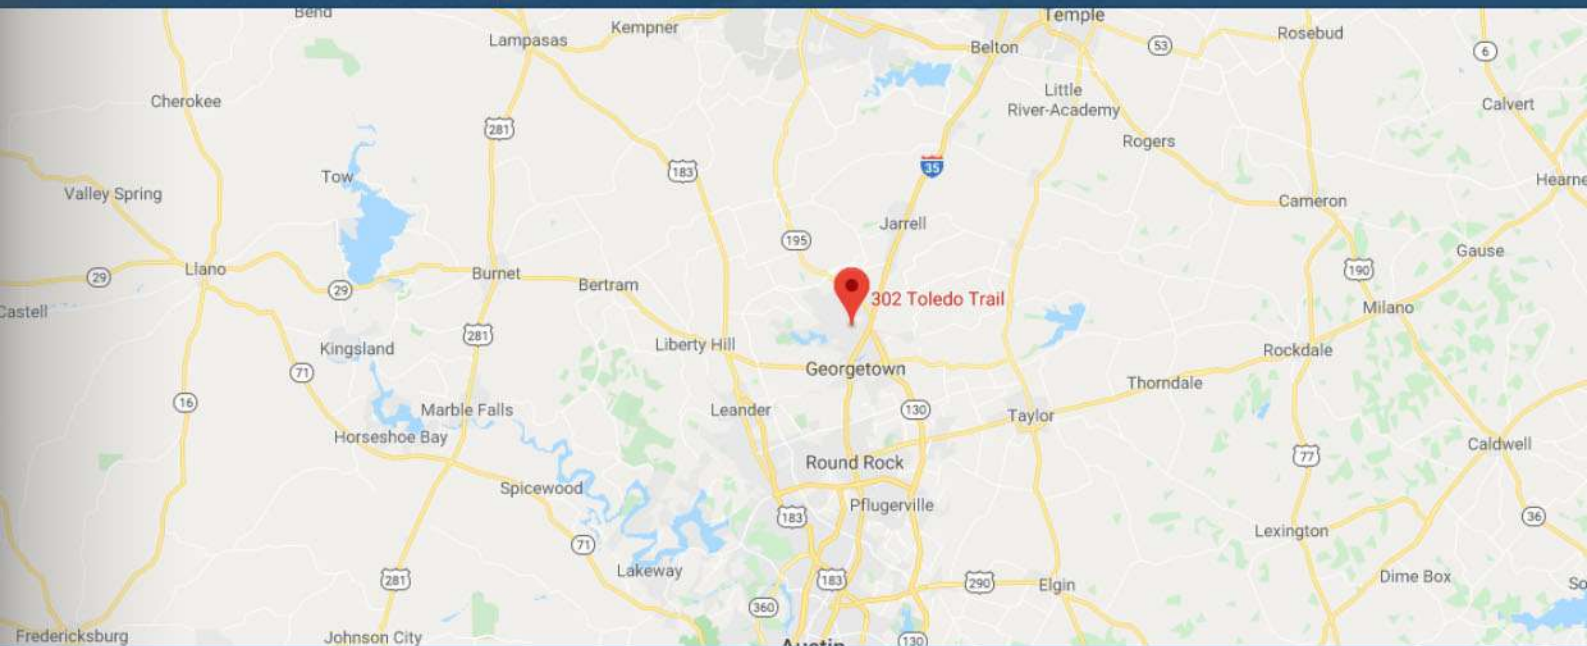 Bend
Temple
Kempner
Lampasas
Belton
53
Rosebud
6
Little
River-Academy
Cherokee
Calvert
281
Rogers
183
35
Tow
Hearne
Valley Spring
Cameron
Jarrell
195
Gause
Llano
190
29
Burnet
29
Bertram
302 Toledo Trail
Castell
Milano
281
Kingsland
Liberty Hill
Rockdale
71
Georgetown
Thorndale
16
Marble Falls
Leander
130
Taylor
Horseshoe Bay
Caldwell
77
Round Rock
Spicewood
Pflugerville
183
36
Lexington
71
Lakeway
281
183
290
Elgin
Dime Box
So
360
Fredericksburg
Johnson City
130
Austin